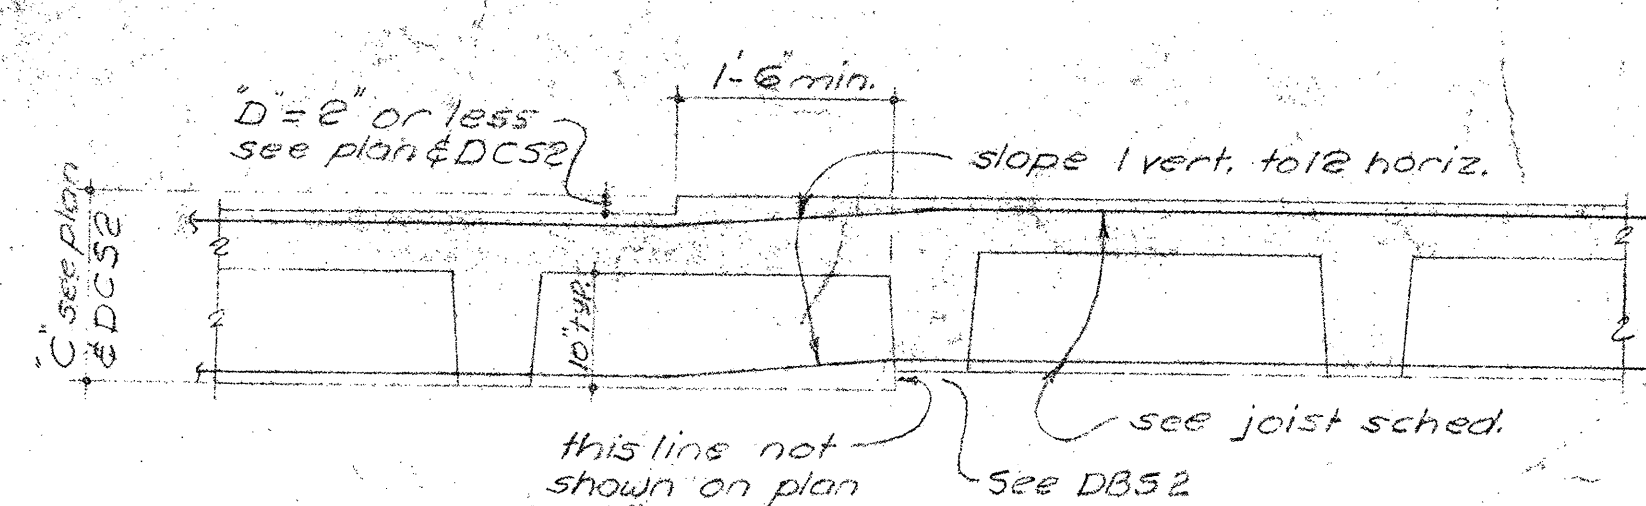 1'-6" min.
"D" = 2" or less
see plan & DCS2
slope 1 vert. to 12 horiz.
"C" see plan
& DCS2
10" typ.
see joist sched.
this line not
shown on plan
See DBS2